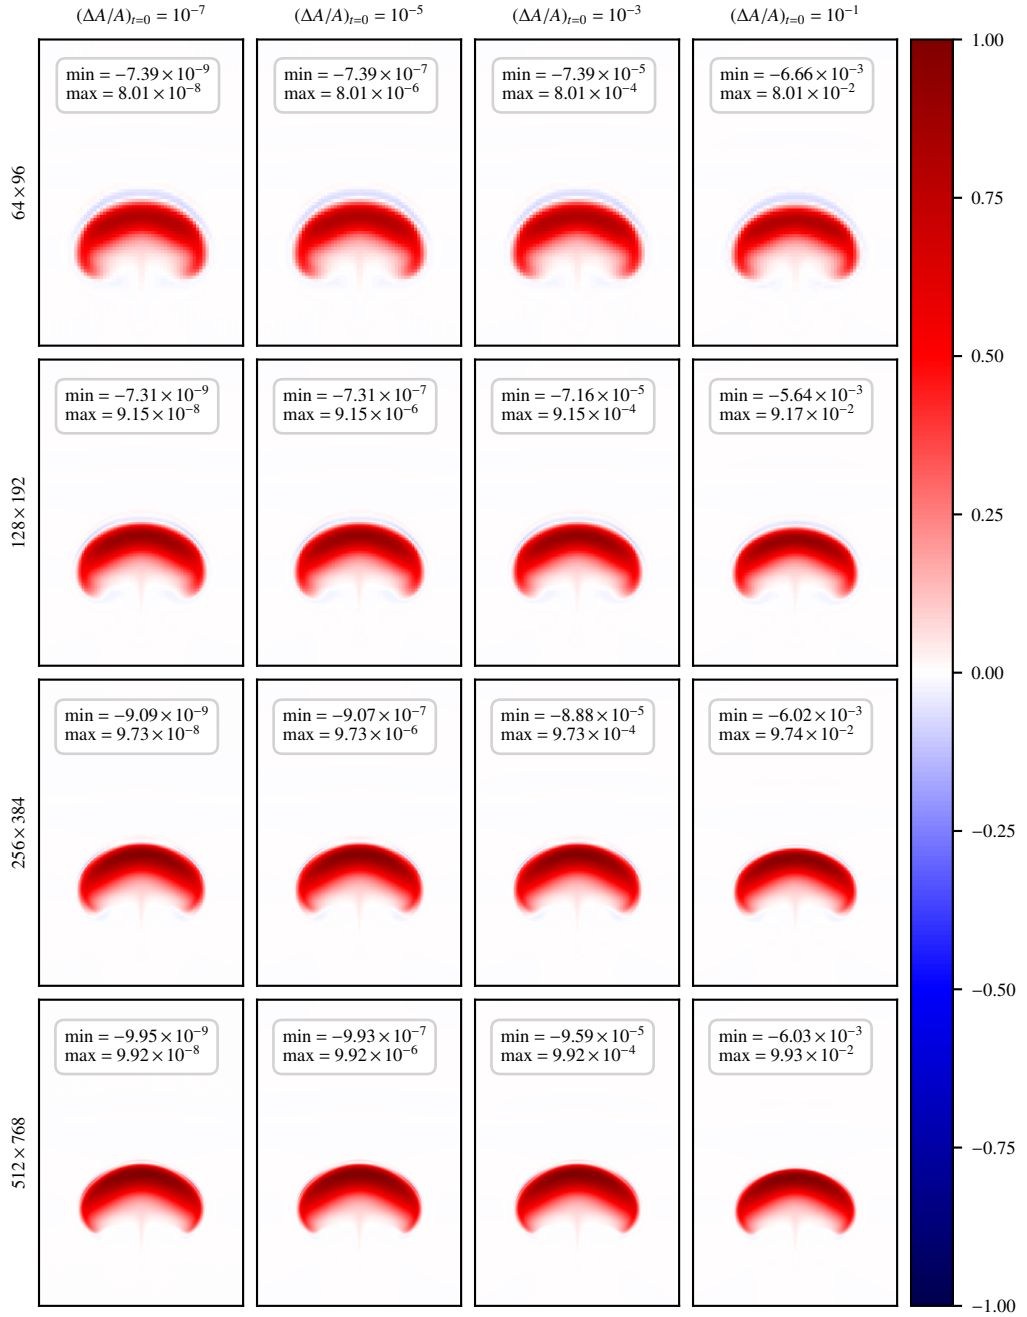 (ΔA/A)ₜ₌₀ = 10⁻⁷ (ΔA/A)ₜ₌₀ = 10⁻⁵ (ΔA/A)ₜ₌₀ = 10⁻³ (ΔA/A)ₜ₌₀ = 10⁻¹
64×96
min = −7.39×10⁻⁹
max = 8.01×10⁻⁸
min = −7.39×10⁻⁷
max = 8.01×10⁻⁶
min = −7.39×10⁻⁵
max = 8.01×10⁻⁴
min = −6.66×10⁻³
max = 8.01×10⁻²
128×192
min = −7.31×10⁻⁹
max = 9.15×10⁻⁸
min = −7.31×10⁻⁷
max = 9.15×10⁻⁶
min = −7.16×10⁻⁵
max = 9.15×10⁻⁴
min = −5.64×10⁻³
max = 9.17×10⁻²
256×384
min = −9.09×10⁻⁹
max = 9.73×10⁻⁸
min = −9.07×10⁻⁷
max = 9.73×10⁻⁶
min = −8.88×10⁻⁵
max = 9.73×10⁻⁴
min = −6.02×10⁻³
max = 9.74×10⁻²
512×768
min = −9.95×10⁻⁹
max = 9.92×10⁻⁸
min = −9.93×10⁻⁷
max = 9.92×10⁻⁶
min = −9.59×10⁻⁵
max = 9.92×10⁻⁴
min = −6.03×10⁻³
max = 9.93×10⁻²
1.00
0.75
0.50
0.25
0.00
−0.25
−0.50
−0.75
−1.00